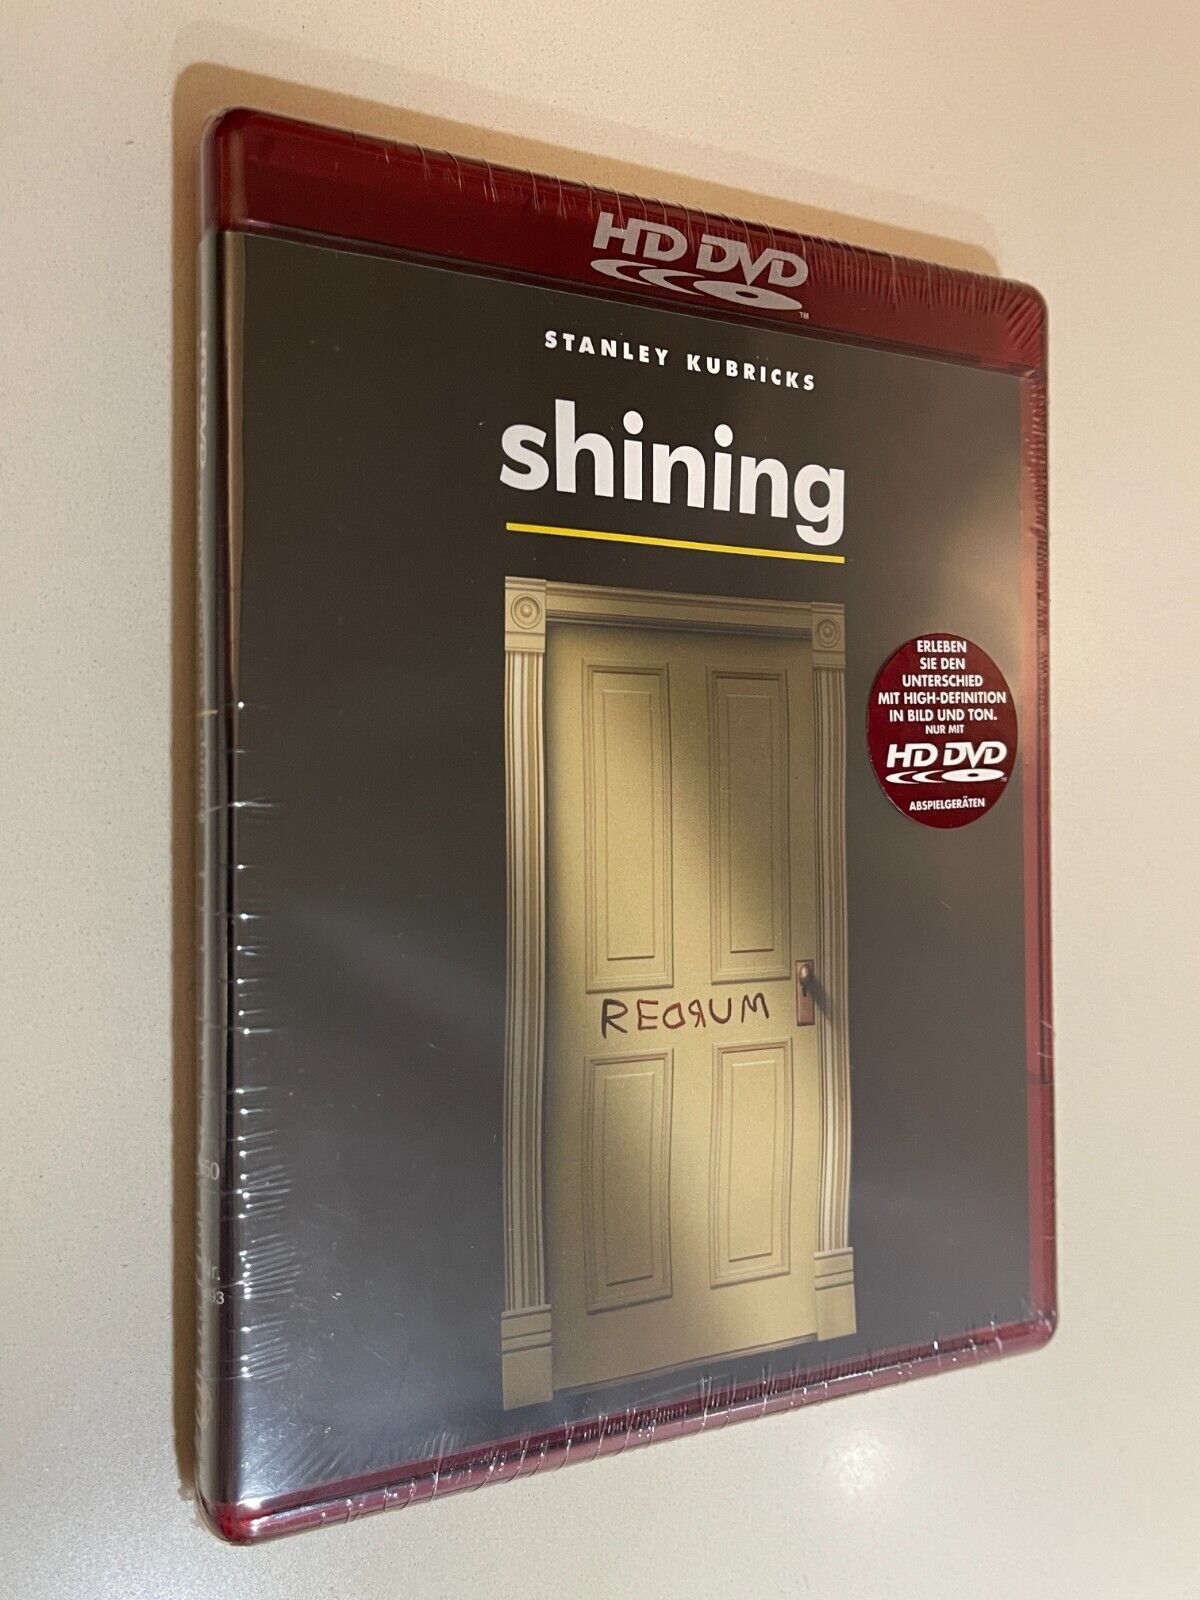 HD DVD
TM
STANLEY KUBRICKS
shining
ERLEBEN
SIE DEN
UNTERSCHIED
MIT HIGH-DEFINITION
IN BILD UND TON.
NUR MIT
HD DVD
ABSPIELGERÄTEN
REDRUM